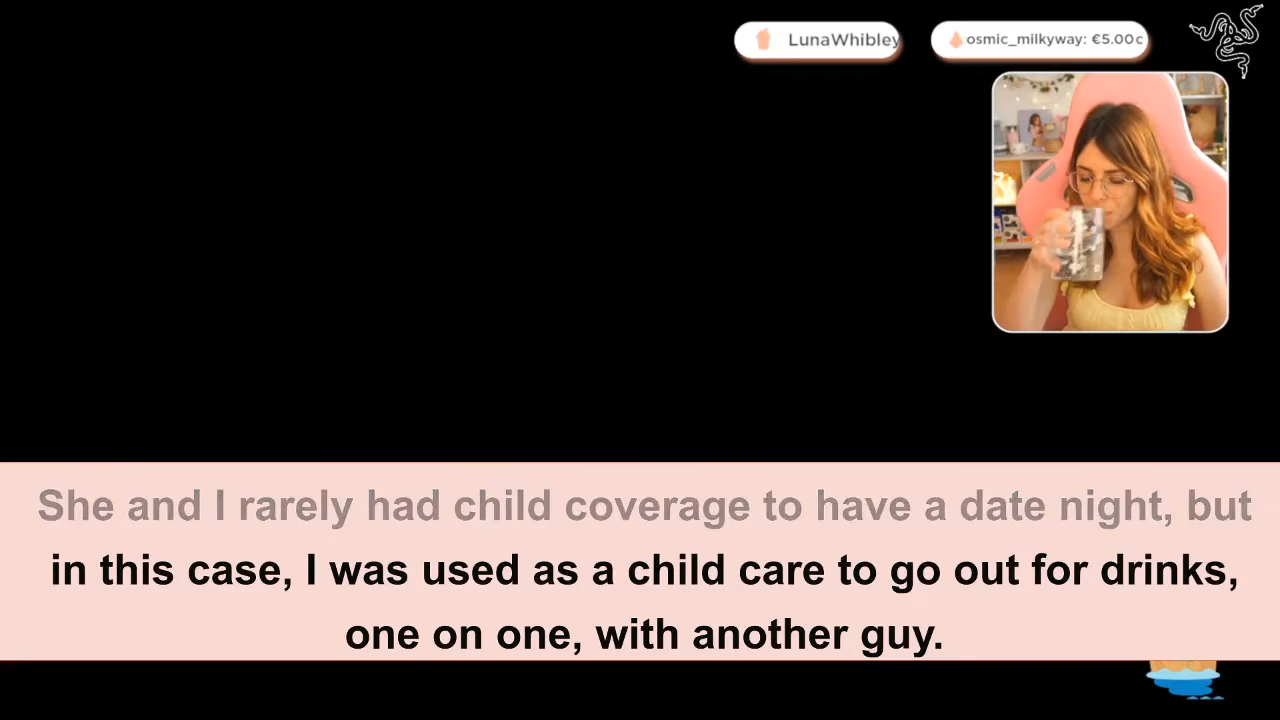 LunaWhibley
osmic_milkyway: €5.00c
She and I rarely had child coverage to have a date night, but
in this case, I was used as a child care to go out for drinks,
one on one, with another guy.